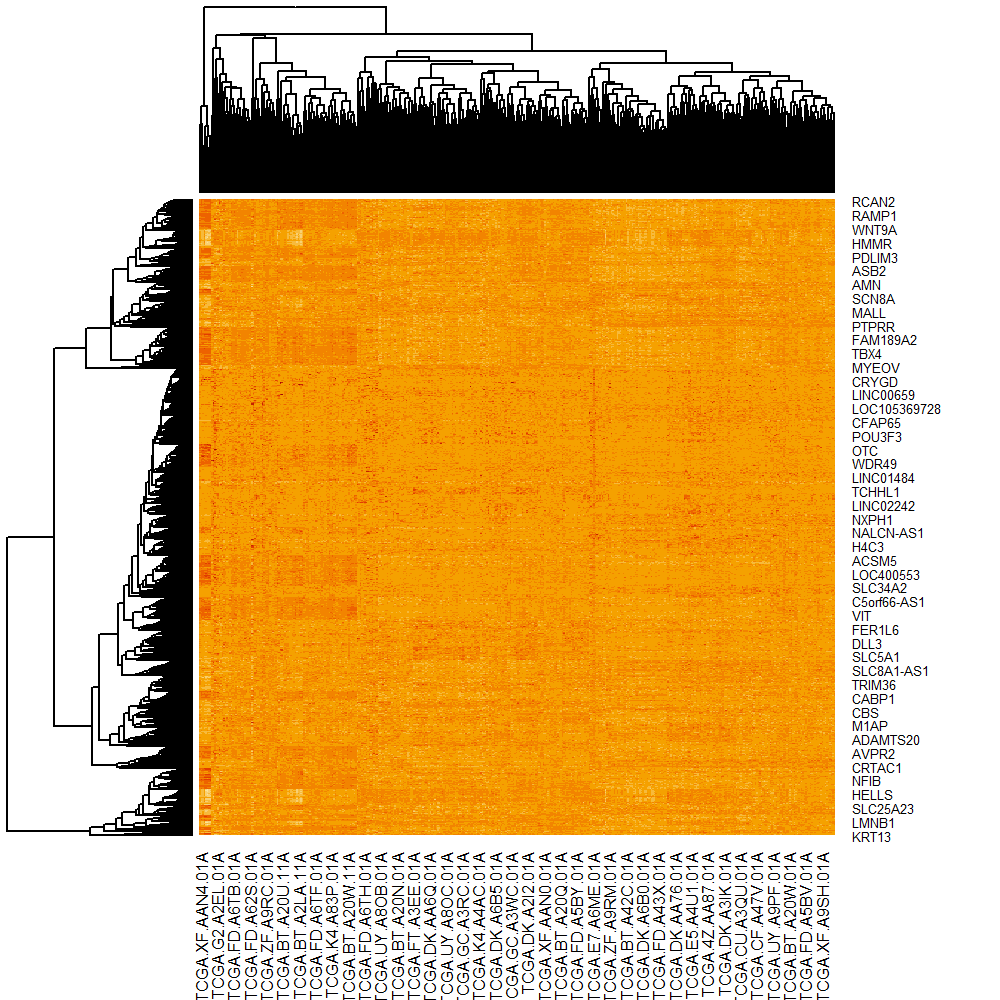 RCAN2
RAMP1
WNT9A
HMMR
PDLIM3
ASB2
AMN
SCN8A
MALL
PTPRR
FAM189A2
TBX4
MYEOV
CRYGD
LINC00659
LOC105369728
CFAP65
POU3F3
OTC
WDR49
LINC01484
TCHHL1
LINC02242
NXPH1
NALCN-AS1
H4C3
ACSM5
LOC400553
SLC34A2
C5orf66-AS1
VIT
FER1L6
DLL3
SLC5A1
SLC8A1-AS1
TRIM36
CABP1
CBS
M1AP
ADAMTS20
AVPR2
CRTAC1
NFIB
HELLS
SLC25A23
LMNB1
KRT13
TCGA.XF.AAN4.01A
TCGA.G2.A2EL.01A
TCGA.FD.A6TB.01A
TCGA.FD.A62S.01A
TCGA.ZF.A9RC.01A
TCGA.BT.A20U.11A
TCGA.BT.A2LA.11A
TCGA.FD.A6TF.01A
TCGA.K4.A83P.01A
TCGA.BT.A20W.11A
TCGA.FD.A6TH.01A
TCGA.UY.A8OB.01A
TCGA.BT.A20N.01A
TCGA.FT.A3EE.01A
TCGA.DK.AA6Q.01A
TCGA.UY.A8OC.01A
TCGA.GC.A3RC.01A
TCGA.K4.A4AC.01A
TCGA.DK.A6B5.01A
TCGA.GC.A3WC.01A
TCGA.DK.A2I2.01A
TCGA.XF.AAN0.01A
TCGA.BT.A20Q.01A
TCGA.FD.A5BY.01A
TCGA.E7.A6ME.01A
TCGA.ZF.A9RM.01A
TCGA.BT.A42C.01A
TCGA.DK.A6B0.01A
TCGA.FD.A43X.01A
TCGA.DK.AA76.01A
TCGA.E5.A4U1.01A
TCGA.4Z.AA87.01A
TCGA.DK.A3IK.01A
TCGA.CU.A3QU.01A
TCGA.CF.A47V.01A
TCGA.UY.A9PF.01A
TCGA.BT.A20W.01A
TCGA.FD.A5BV.01A
TCGA.XF.A9SH.01A